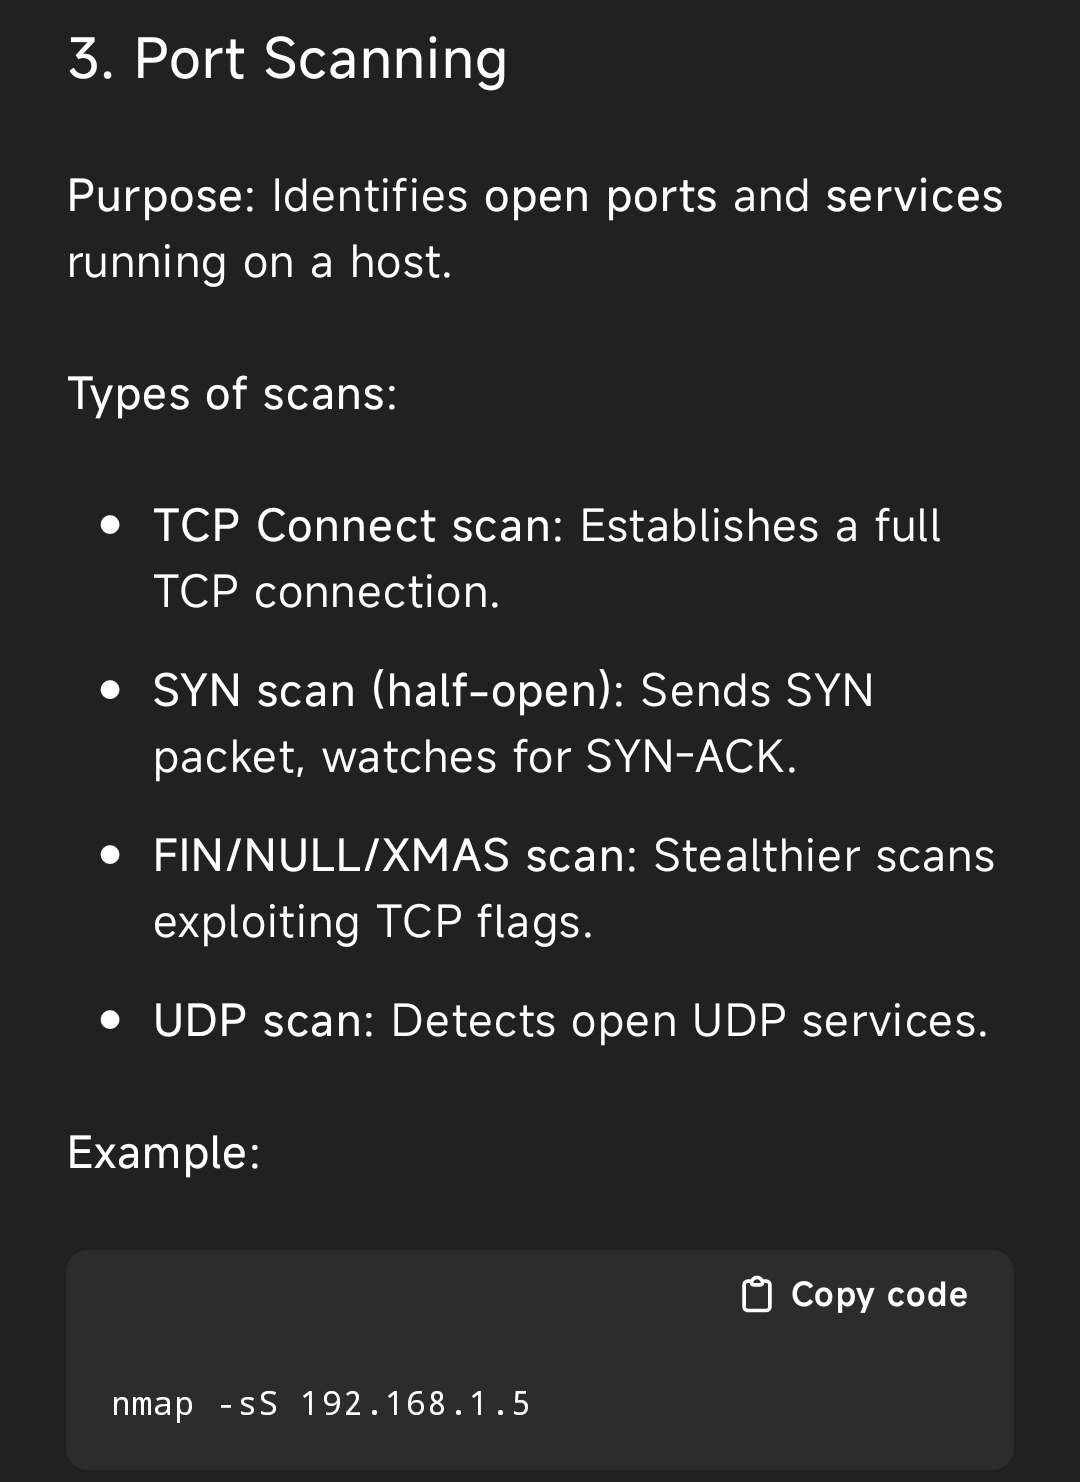 3. Port Scanning
Purpose: Identifies open ports and services
running on a host.
Types of scans:
TCP Connect scan: Establishes a full
TCP connection.
SYN scan (half-open): Sends SYN
packet, watches for SYN-ACK.
FIN/NULL/XMAS scan: Stealthier scans
exploiting TCP flags.
UDP scan: Detects open UDP services.
Example:
Copy code
nmap -sS 192.168.1.5